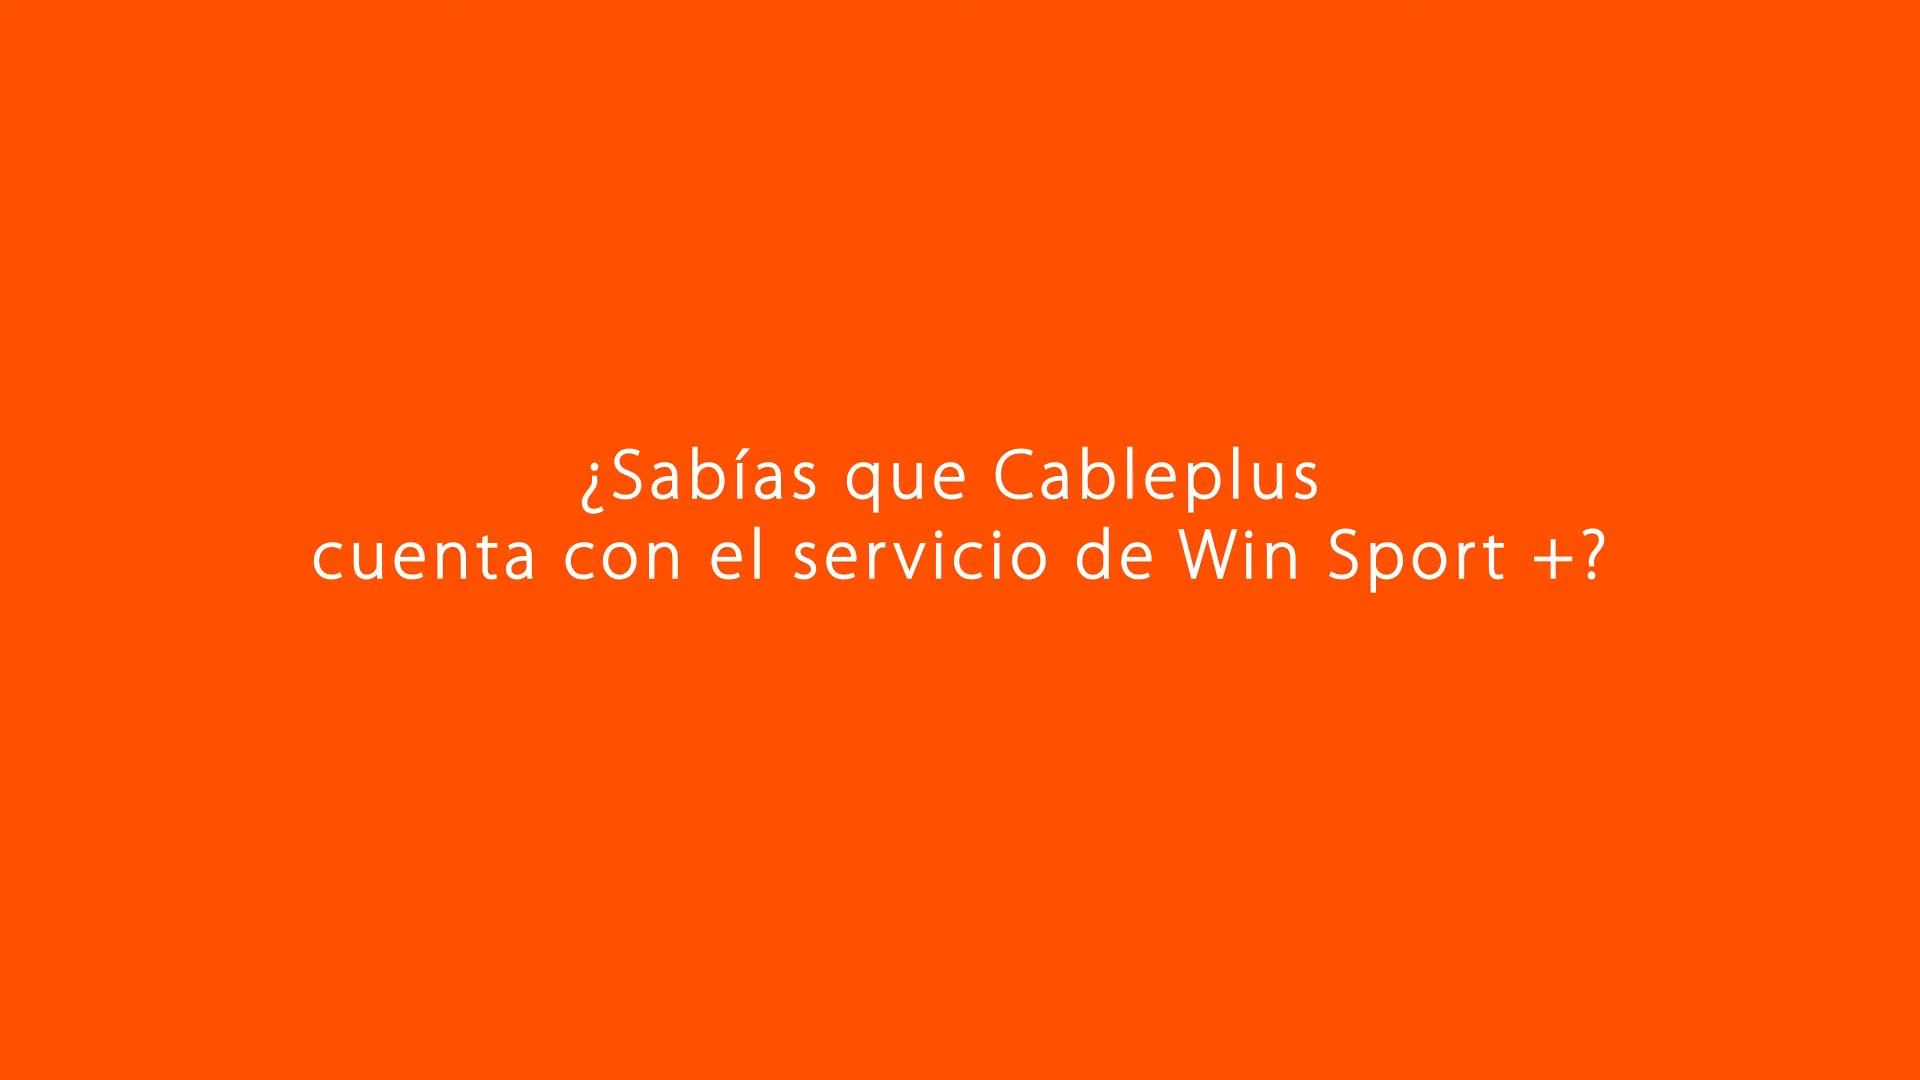 ¿Sabías que Cableplus
cuenta con el servicio de Win Sport +?